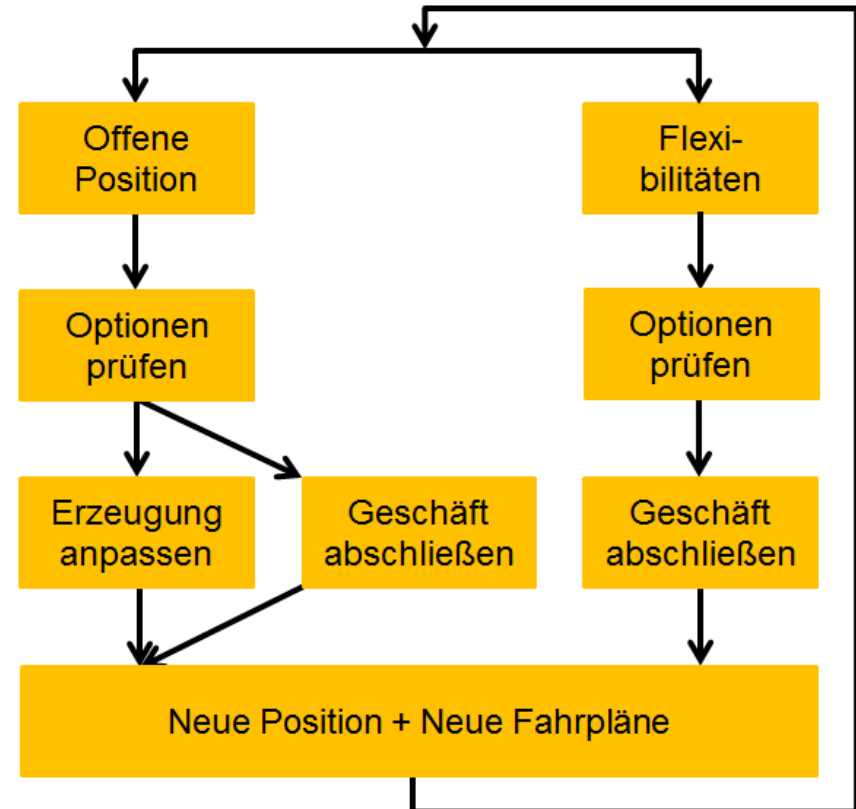 Offene
Position
Flexi-
bilitäten
Optionen
prüfen
Optionen
prüfen
Erzeugung
anpassen
Geschäft
abschließen
Geschäft
abschließen
Neue Position + Neue Fahrpläne